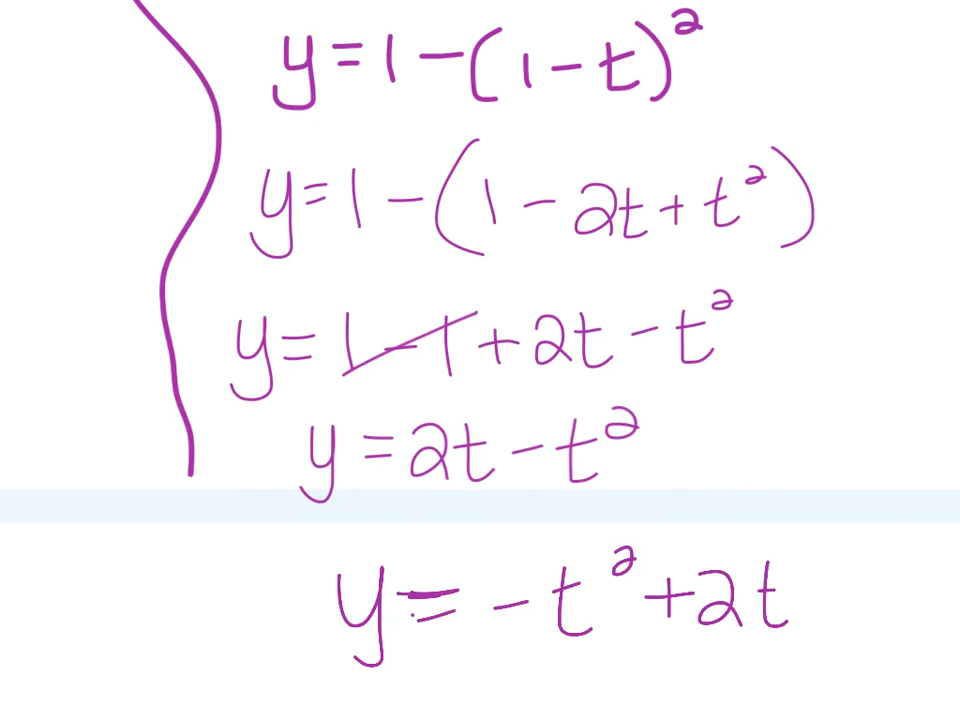 y=1-(1-t)²
y=1-(1-2t+t²)
y=1-1+2t-t²
y=2t-t²
y=-t²+2t